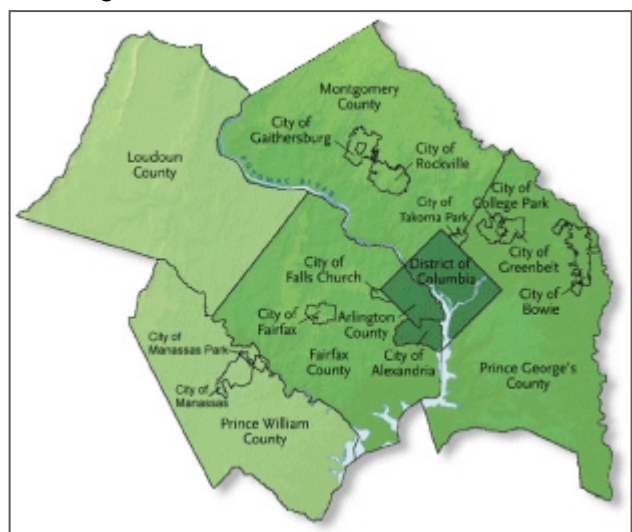 Montgomery
County
City of
Gaithersburg
City of
Rockville
Loudoun
County
POTOMAC RIVER
City of
College Park
City of
Takoma Park
City of
Greenbelt
District of
Columbia
City of
Falls Church
City of
Bowie
City of
Fairfax
Arlington
County
City of
Manassas Park
Fairfax
County
City of
Alexandria
Prince George's
County
City of
Manassas
Prince William
County